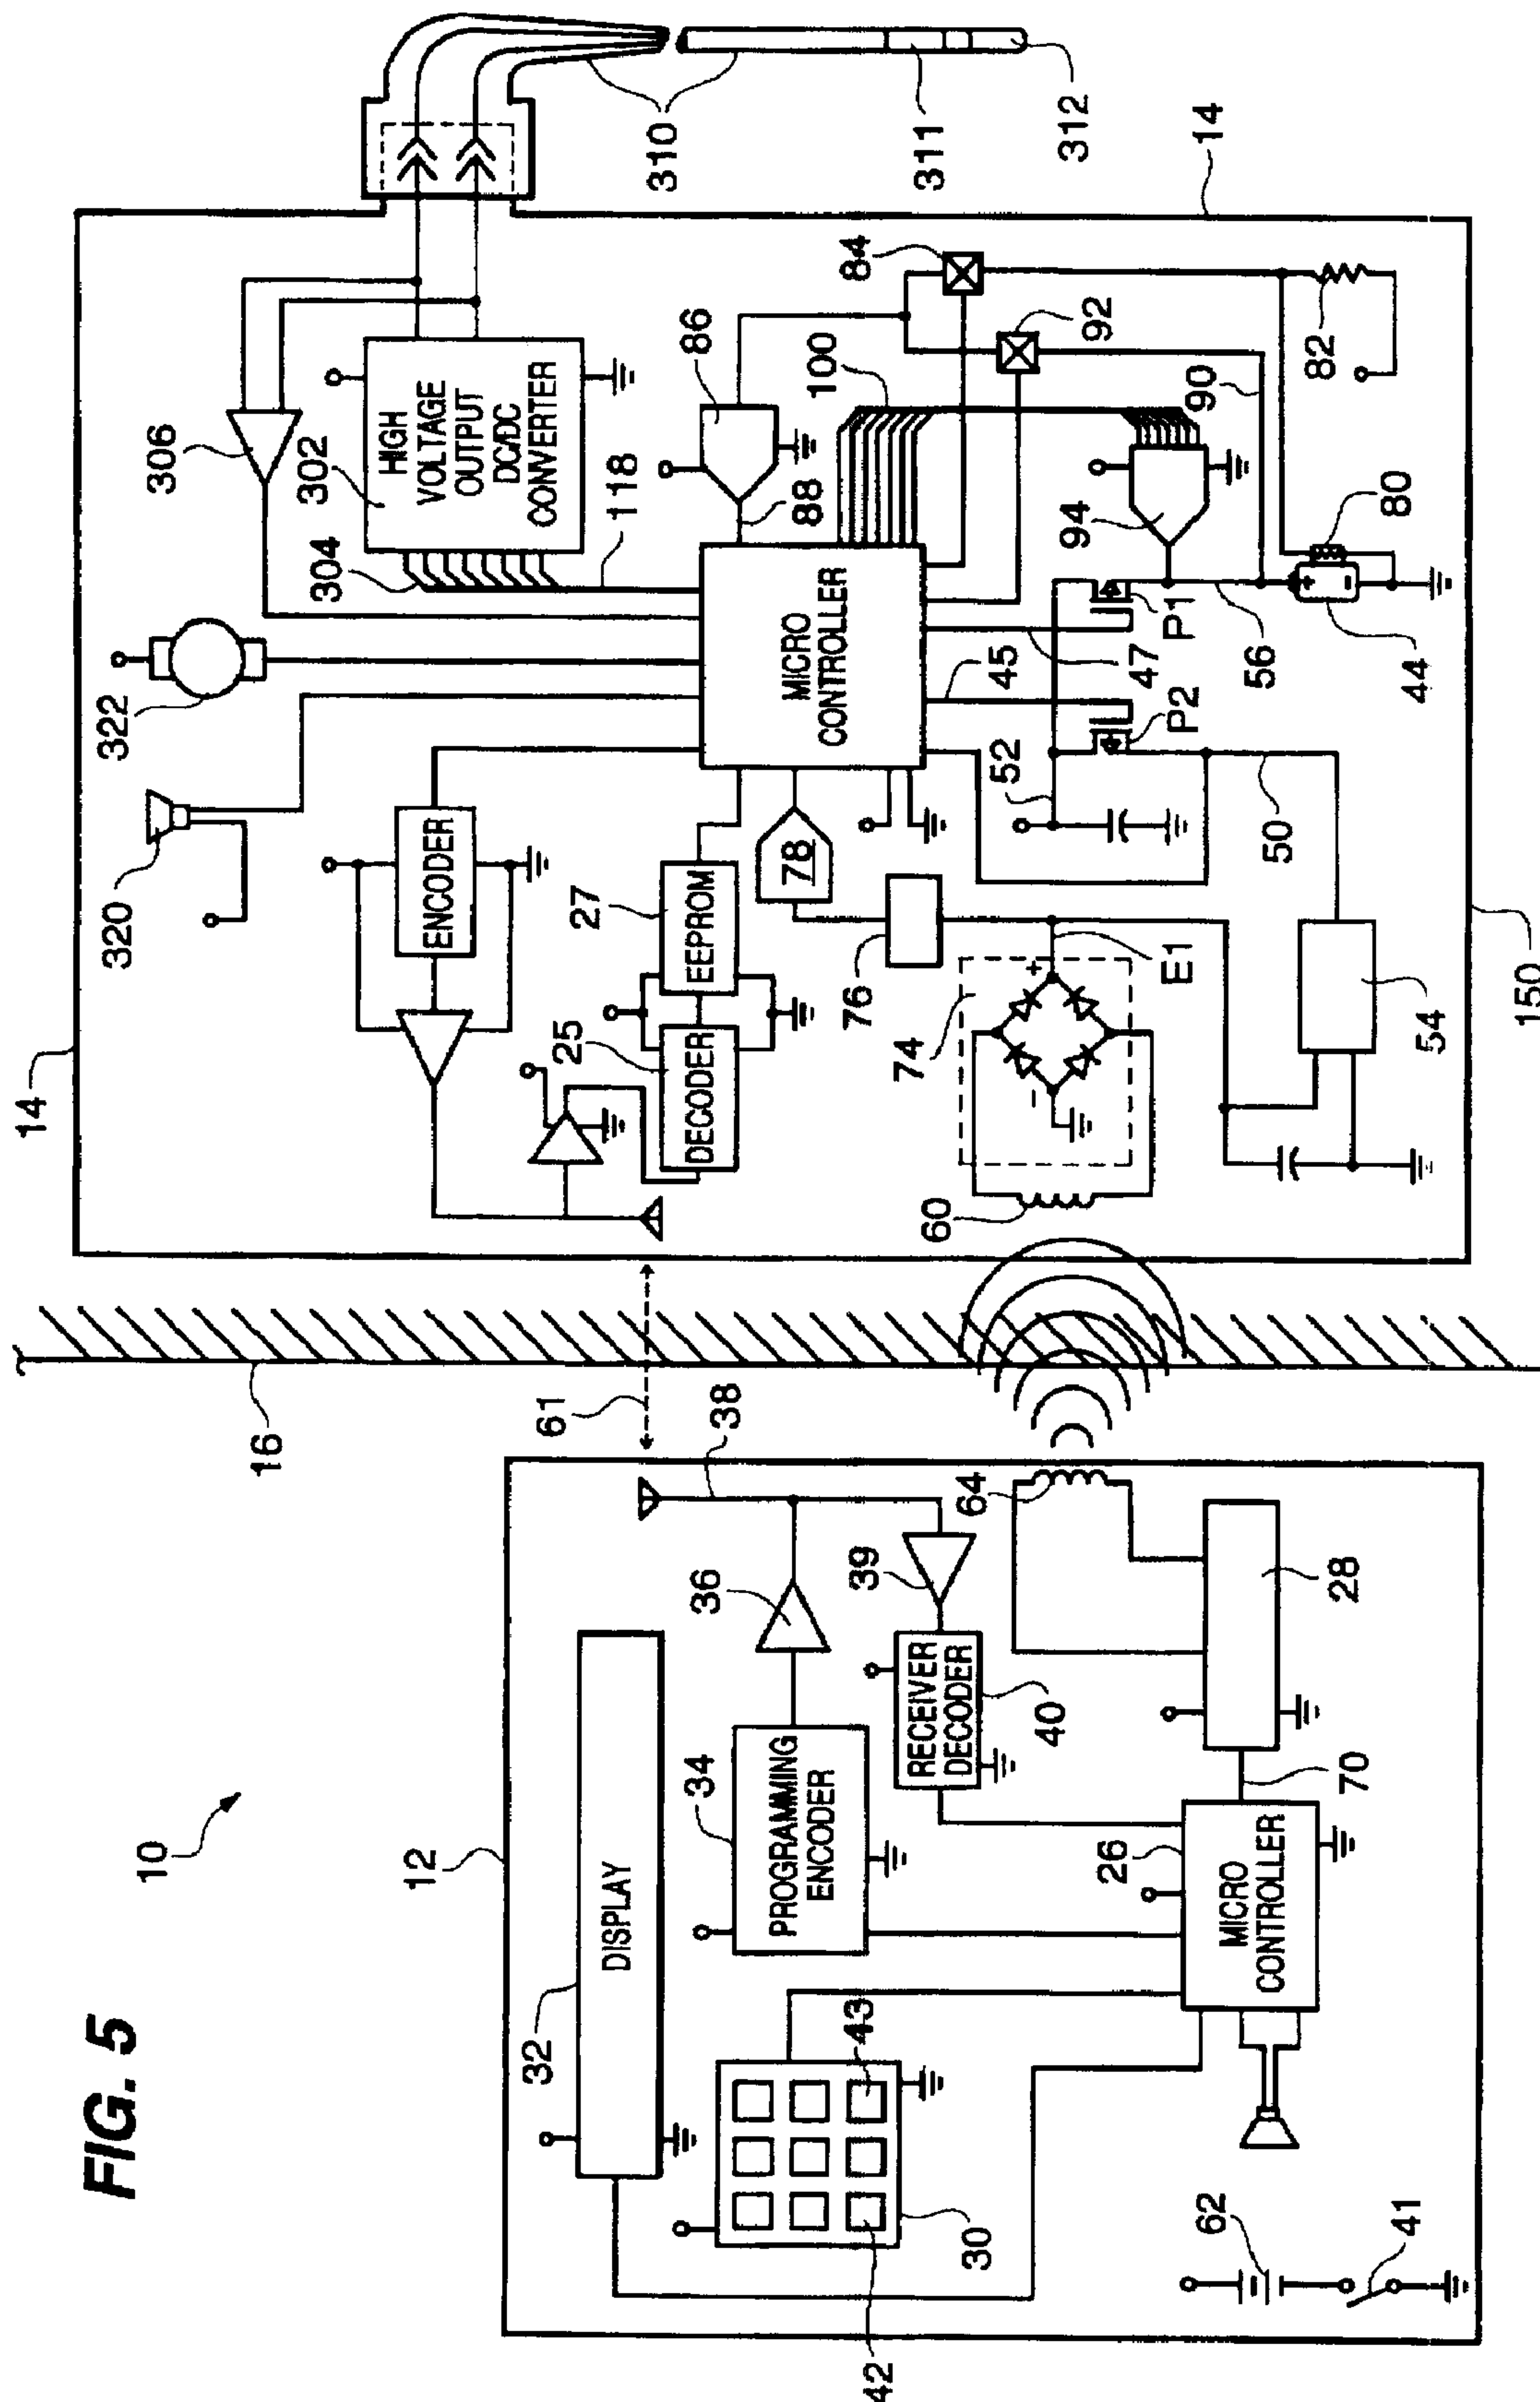 FIG. 5
10
12
32
DISPLAY
34
PROGRAMMING
ENCODER
36
38
39
RECEIVER
DECODER
40
43
42
30
26
MICRO
CONTROLLER
70
28
64
62
41
16
61
14
320
322
306
302
304
HIGH
VOLTAGE
OUTPUT
DC/DC
CONVERTER
118
310
311
312
14
ENCODER
27
EEPROM
25
DECODER
78
76
74
+
−
E1
60
MICRO
CONTROLLER
86
88
84
92
100
90
82
94
80
+
-
44
56
P1
47
45
P2
52
50
54
150